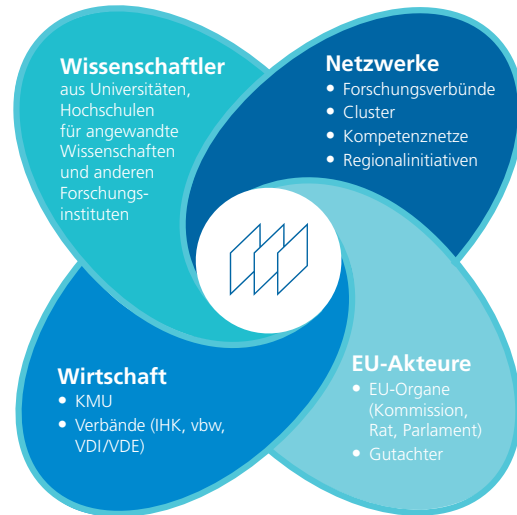 Wissenschaftler
aus Universitäten,
Hochschulen
für angewandte
Wissenschaften
und anderen
Forschungs-
instituten
Netzwerke
• Forschungsverbünde
• Cluster
• Kompetenznetze
• Regionalinitiativen
Wirtschaft
• KMU
• Verbände (IHK, vbw,
VDI/VDE)
EU-Akteure
• EU-Organe
(Kommission,
Rat, Parlament)
• Gutachter